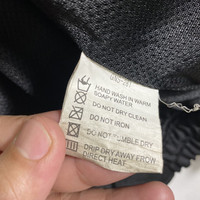 HAND WASH IN WARM
SOAPY WATER
DO NOT DRY CLEAN
DO NOT IRON
DO NOT TUMBLE DRY
DRIP DRY AWAY FROM
DIRECT HEAT